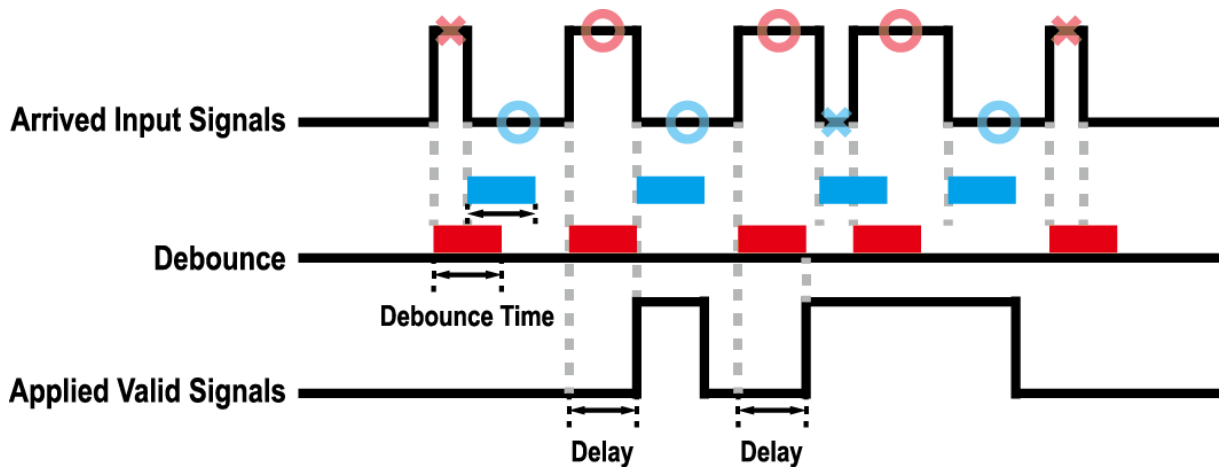 Arrived Input Signals
Debounce
Debounce Time
Applied Valid Signals
Delay
Delay